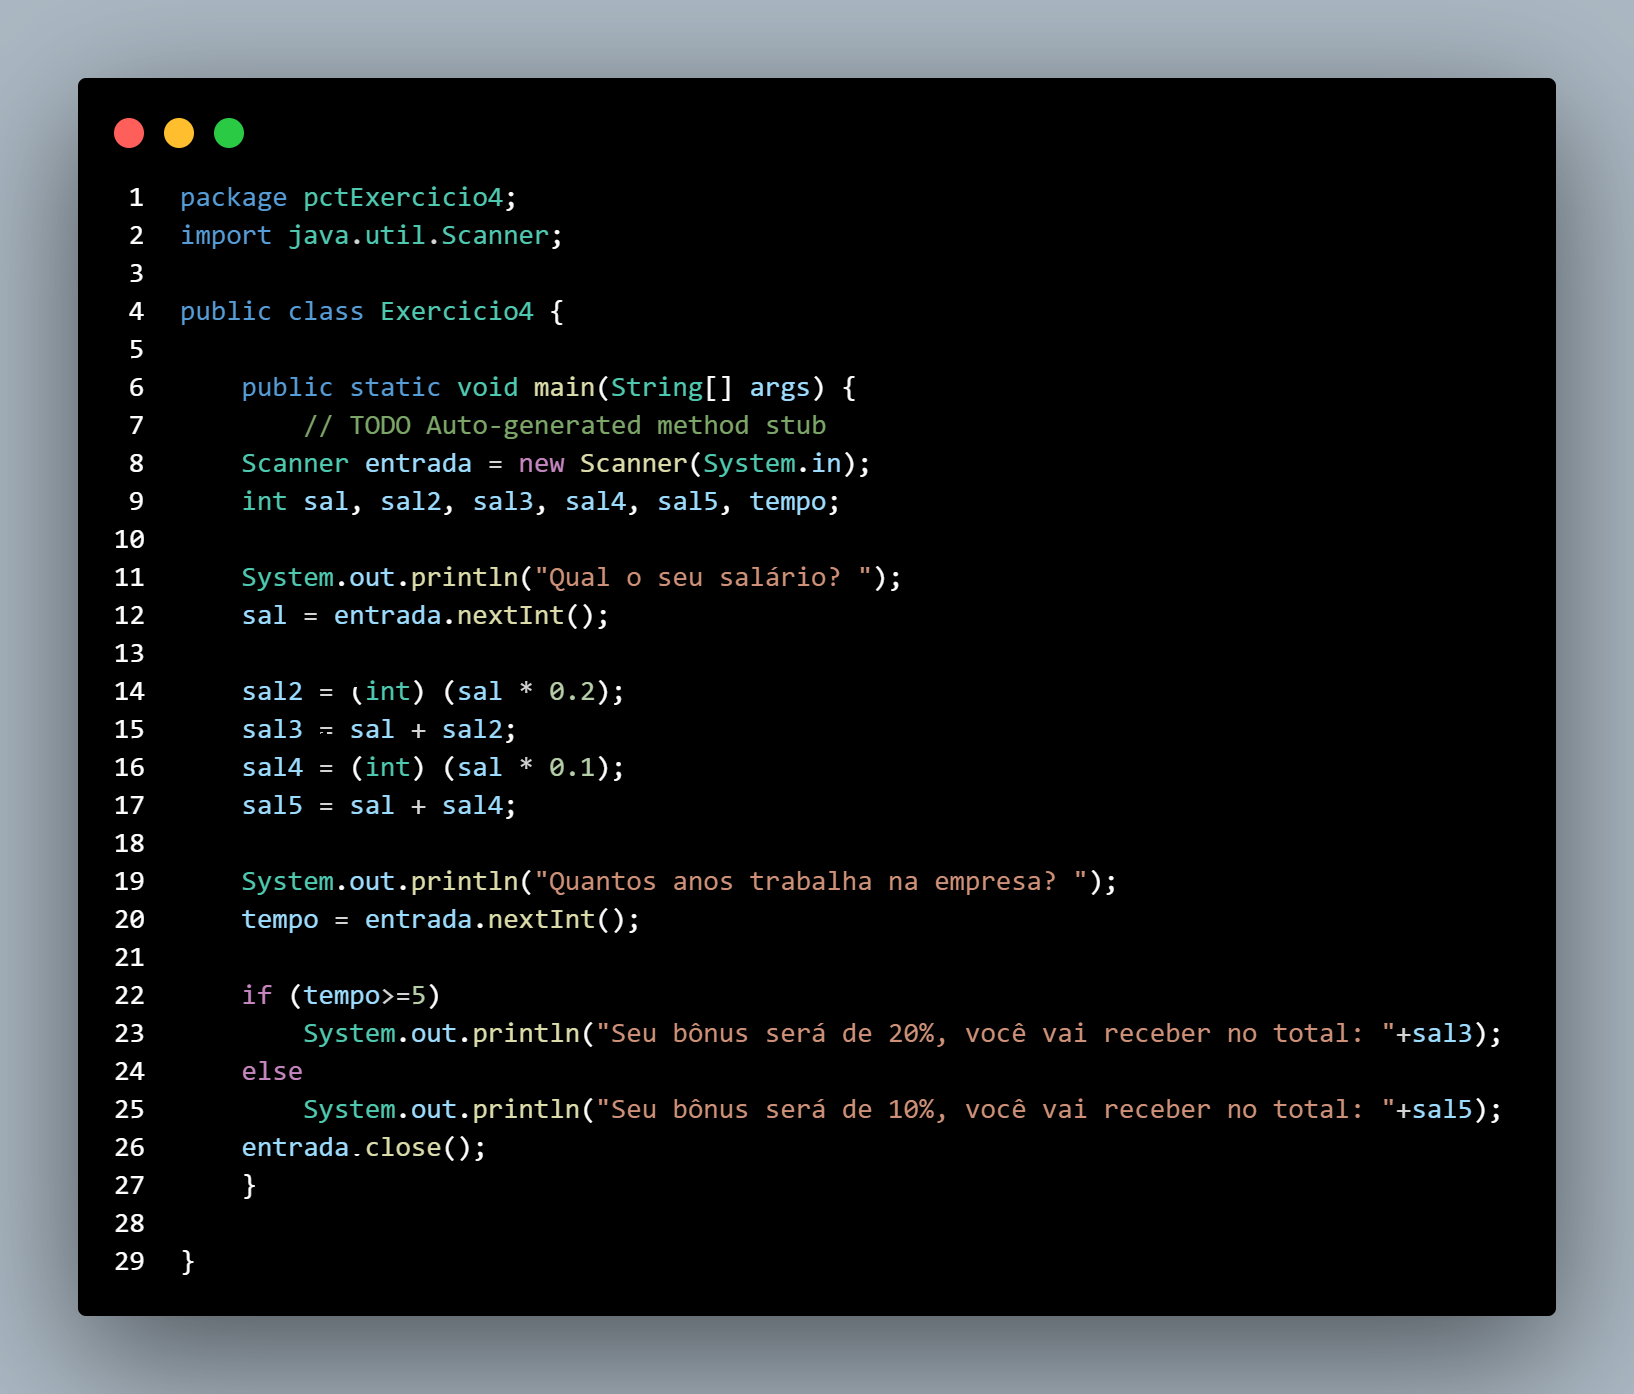 1 package pctExercicio4;
2 import java.util.Scanner;
3
4 public class Exercicio4 {
5
6     public static void main(String[] args) {
7         // TODO Auto-generated method stub
8     Scanner entrada = new Scanner(System.in);
9     int sal, sal2, sal3, sal4, sal5, tempo;
10
11     System.out.println("Qual o seu salário? ");
12     sal = entrada.nextInt();
13
14     sal2 = (int) (sal * 0.2);
15     sal3 = sal + sal2;
16     sal4 = (int) (sal * 0.1);
17     sal5 = sal + sal4;
18
19     System.out.println("Quantos anos trabalha na empresa? ");
20     tempo = entrada.nextInt();
21
22     if (tempo>=5)
23         System.out.println("Seu bônus será de 20%, você vai receber no total: "+sal3);
24     else
25         System.out.println("Seu bônus será de 10%, você vai receber no total: "+sal5);
26     entrada.close();
27     }
28
29 }